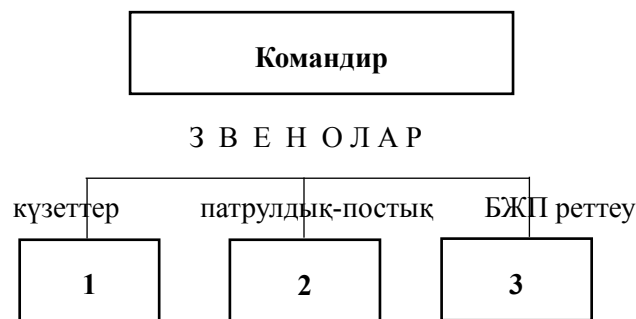 Командир
З В Е Н О Л А Р
күзеттер патрулдық-постық БЖП реттеу
1 2 3